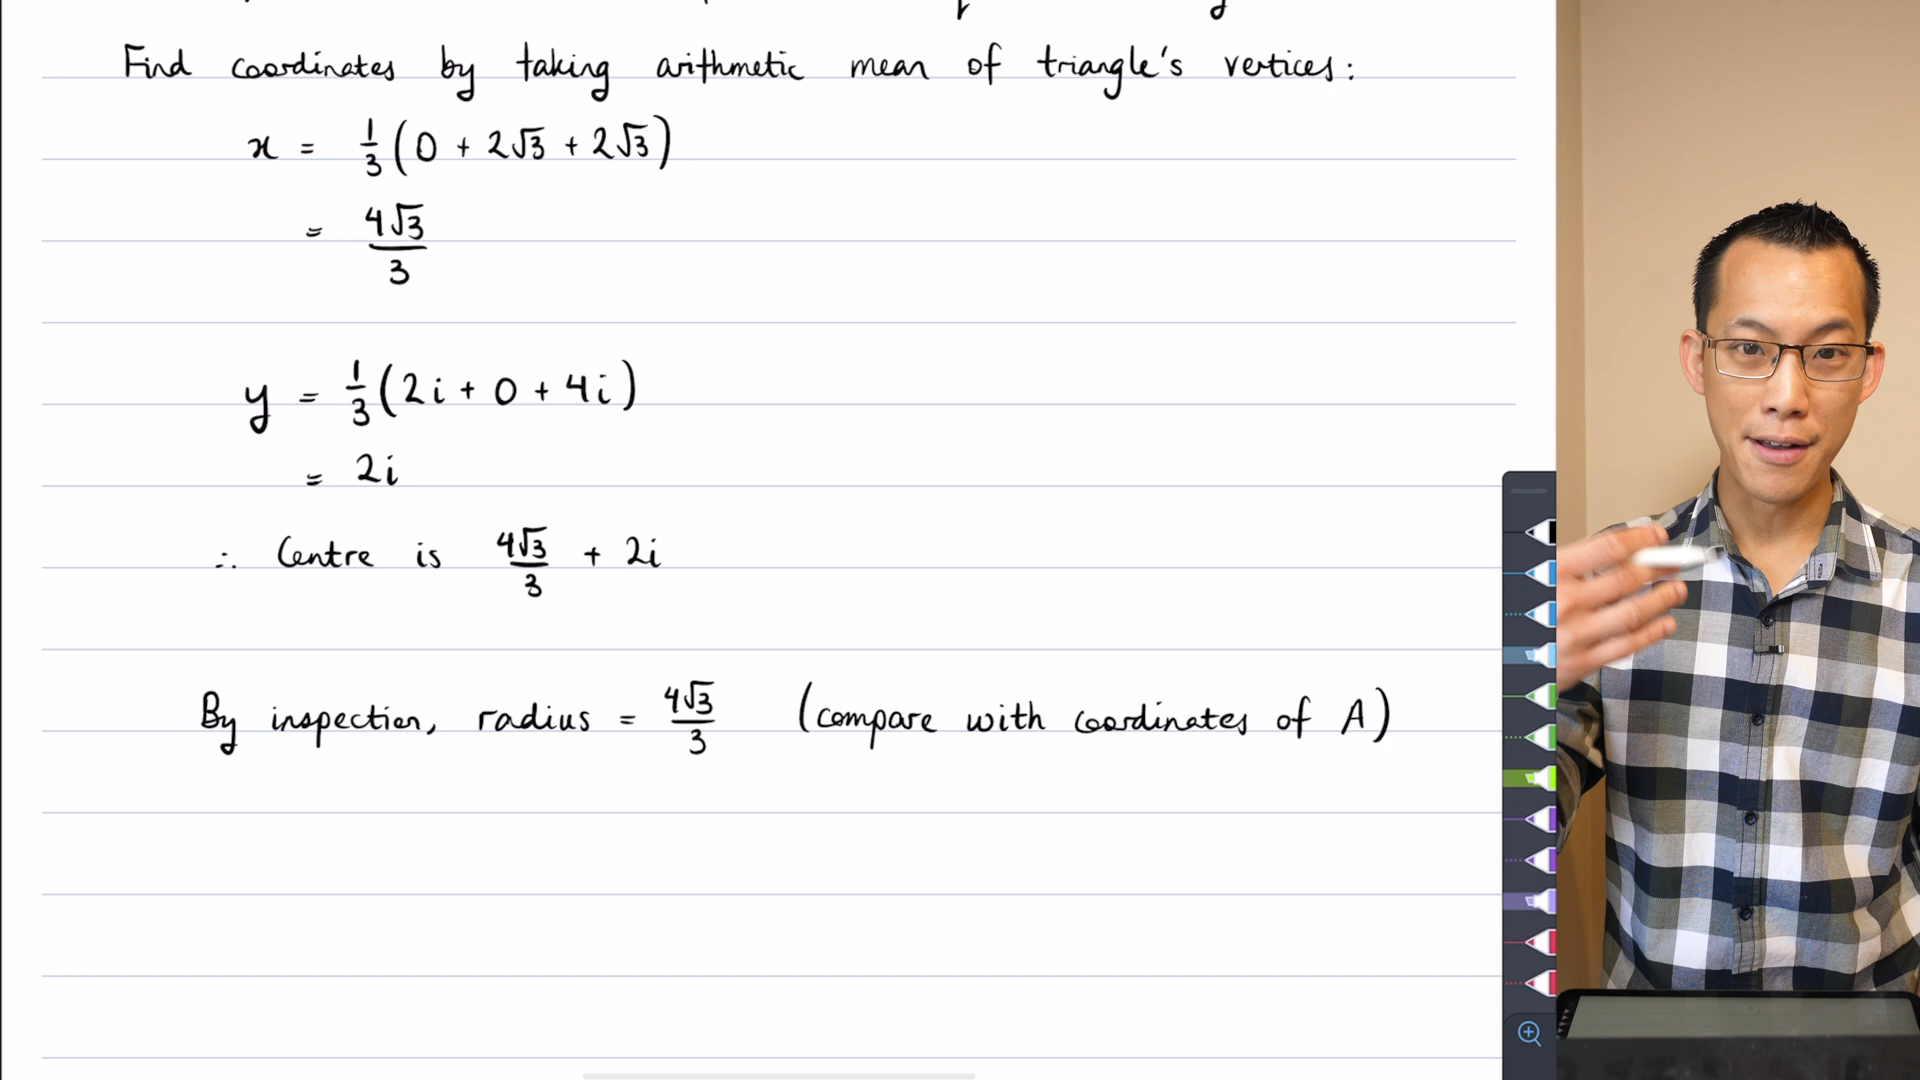 Find coordinates by taking arithmetic mean of triangle's vertices:
x = 1/3 (0 + 2√3 + 2√3)
= 4√3/3
y = 1/3 (2i + 0 + 4i)
= 2i
∴ Centre is 4√3/3 + 2i
By inspection, radius = 4√3/3 (compare with coordinates of A)